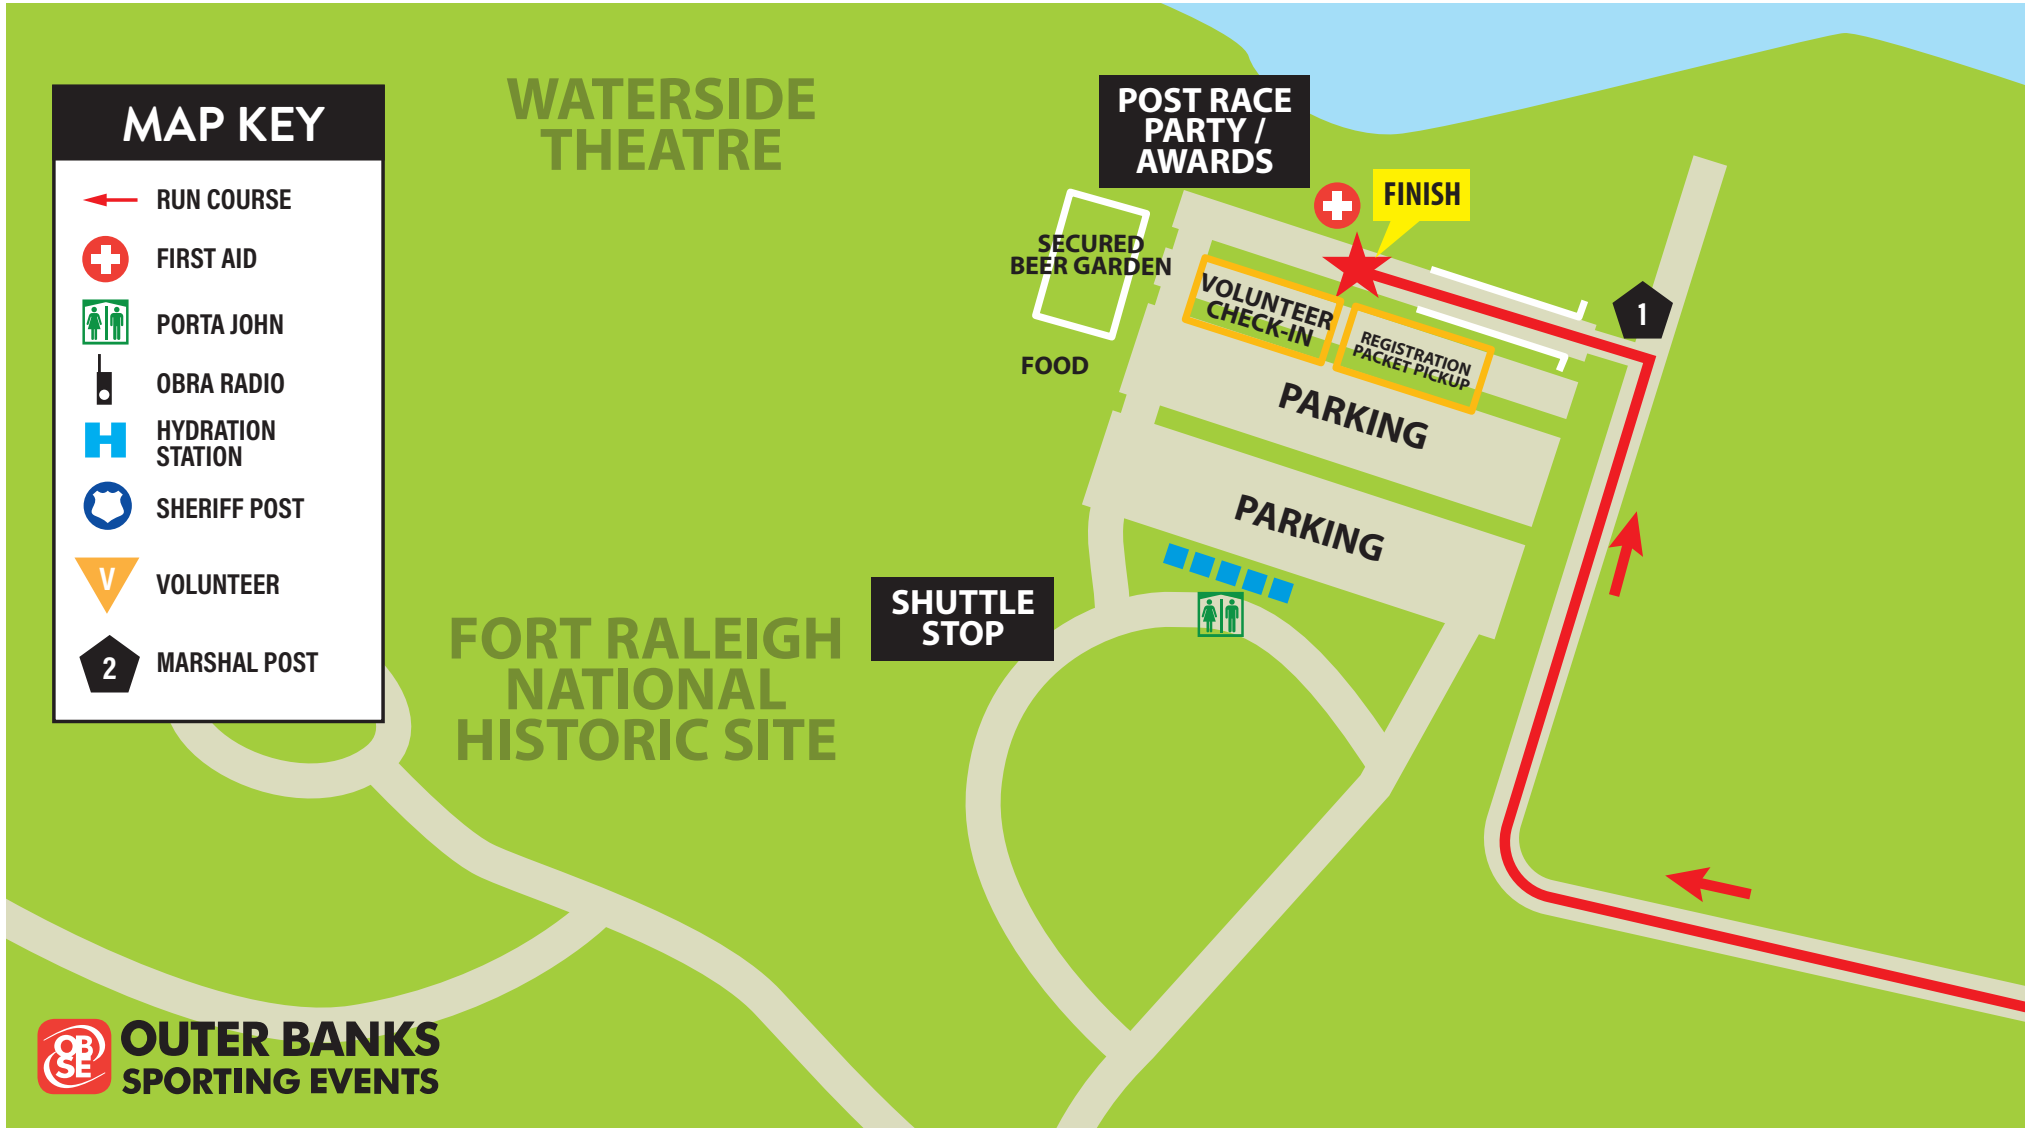 WATERSIDE
THEATRE
MAP KEY
RUN COURSE
FIRST AID
PORTA JOHN
OBRA RADIO
H
HYDRATION
STATION
SHERIFF POST
V
VOLUNTEER
2
MARSHAL POST
POST RACE
PARTY /
AWARDS
FINISH
SECURED
BEER GARDEN
VOLUNTEER
CHECK-IN
REGISTRATION
PACKET PICKUP
1
FOOD
PARKING
PARKING
SHUTTLE
STOP
FORT RALEIGH
NATIONAL
HISTORIC SITE
OB
SE
OUTER BANKS
SPORTING EVENTS